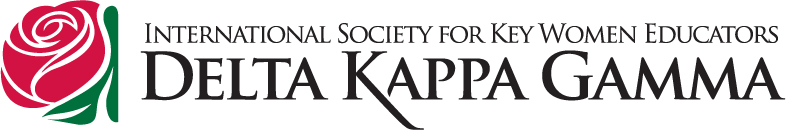 International Society for Key Women Educators
Delta Kappa Gamma